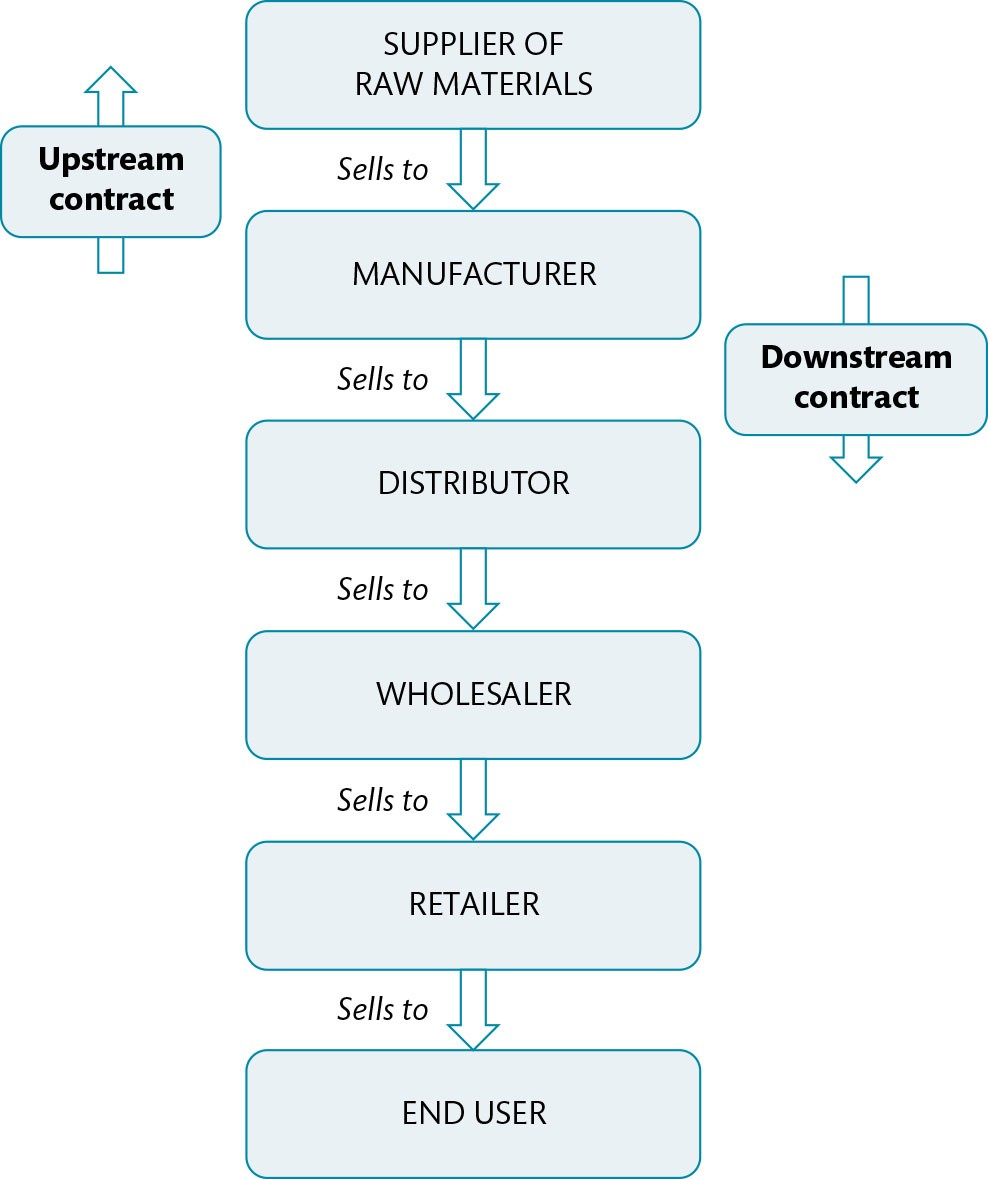 SUPPLIER OF
RAW MATERIALS
Upstream
contract
Sells to
MANUFACTURER
Sells to
Downstream
contract
DISTRIBUTOR
Sells to
WHOLESALER
Sells to
RETAILER
Sells to
END USER